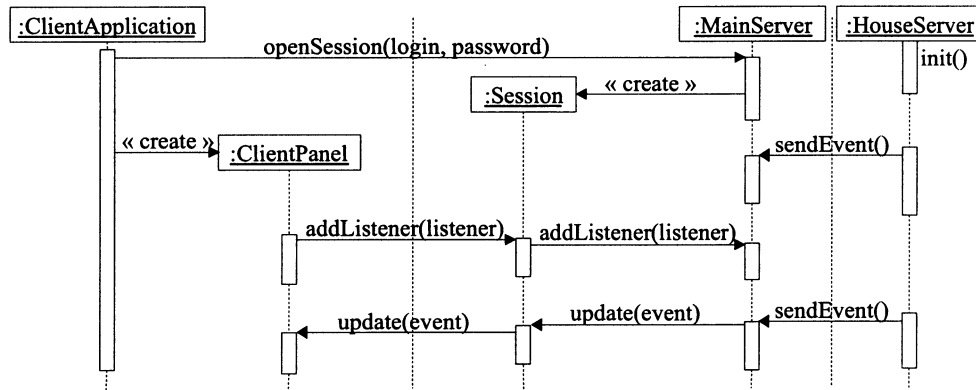 :ClientApplication
:MainServer
:HouseServer
openSession(login, password)
init()
:Session
« create »
« create »
:ClientPanel
sendEvent()
addListener(listener)
addListener(listener)
update(event)
update(event)
sendEvent()